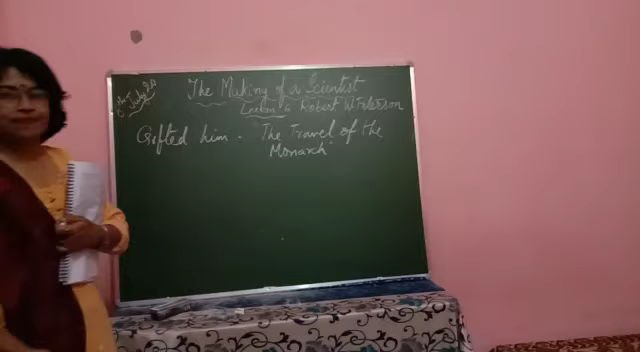 The Making of a Scientist
Robert W. Peterson
Gifted him - "The Travel of the
Monarch"